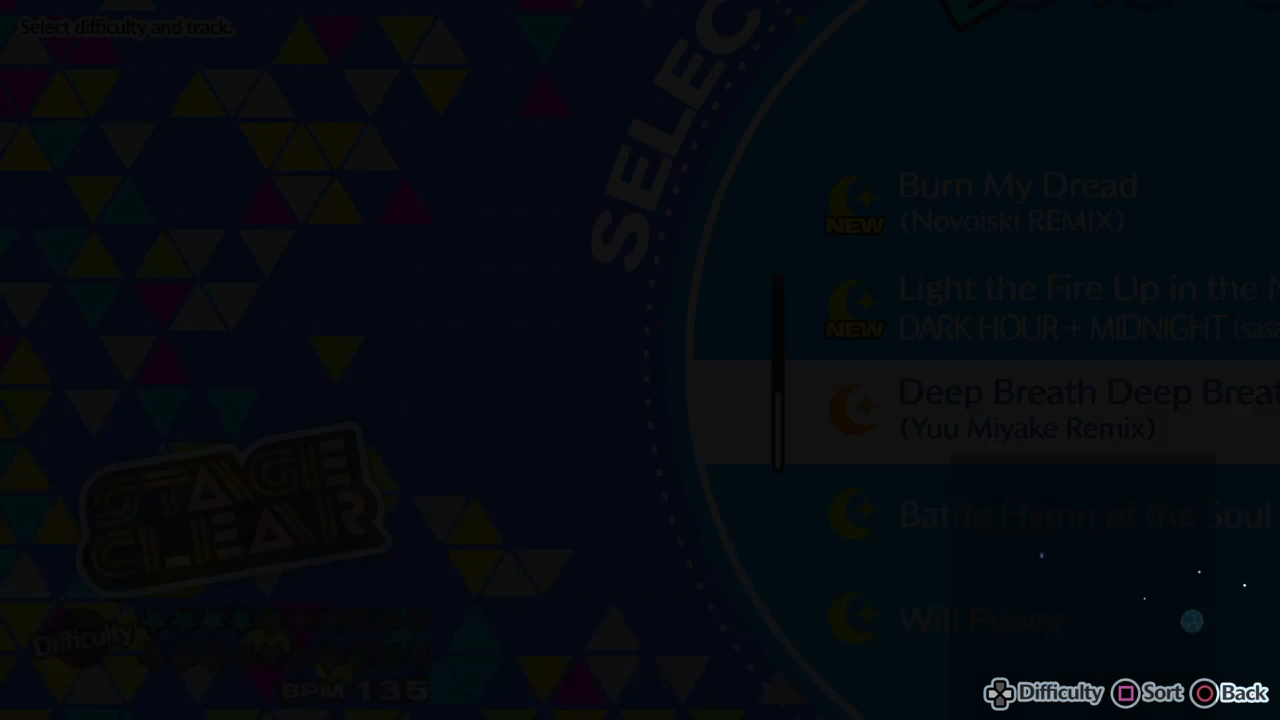 Select difficulty and track.
SELEC
Burn My Dread
NEW
(Novoiski REMIX)
Light the Fire Up in the
NEW
DARK HOUR + MIDNIGHT (sas
Deep Breath Deep Brea
(Yuu Miyake Remix)
STAGE
CLEAR
Battle Hymn of the Soul
Will Power
Difficulty
BPM 135
Difficulty Sort Back